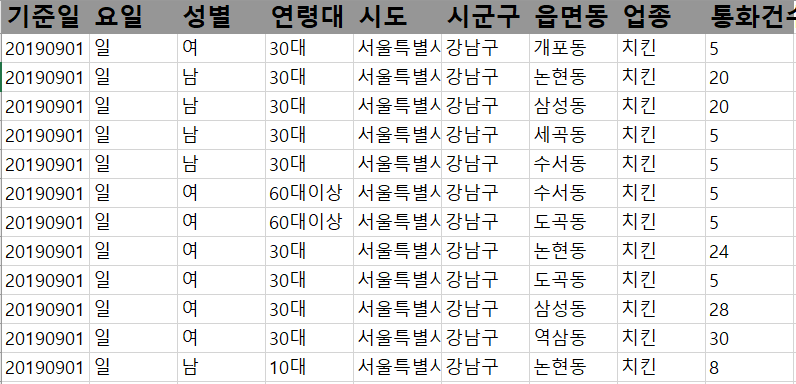 기준일 요일 성별 연령대 시도 시군구 읍면동 업종 통화건수
20190901 일 여 30대 서울특별시 강남구 개포동 치킨 5
20190901 일 남 30대 서울특별시 강남구 논현동 치킨 20
20190901 일 남 30대 서울특별시 강남구 삼성동 치킨 20
20190901 일 남 30대 서울특별시 강남구 세곡동 치킨 5
20190901 일 남 30대 서울특별시 강남구 수서동 치킨 5
20190901 일 여 60대이상 서울특별시 강남구 수서동 치킨 5
20190901 일 여 60대이상 서울특별시 강남구 도곡동 치킨 5
20190901 일 여 30대 서울특별시 강남구 논현동 치킨 24
20190901 일 여 30대 서울특별시 강남구 도곡동 치킨 5
20190901 일 여 30대 서울특별시 강남구 삼성동 치킨 28
20190901 일 여 30대 서울특별시 강남구 역삼동 치킨 30
20190901 일 남 10대 서울특별시 강남구 논현동 치킨 8